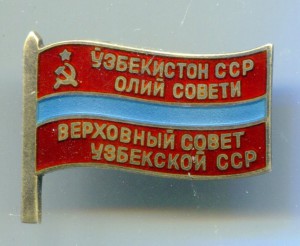 ЎЗБЕКИСТОН ССР
ОЛИЙ СОВЕТИ
ВЕРХОВНЫЙ СОВЕТ
УЗБЕКСКОЙ ССР